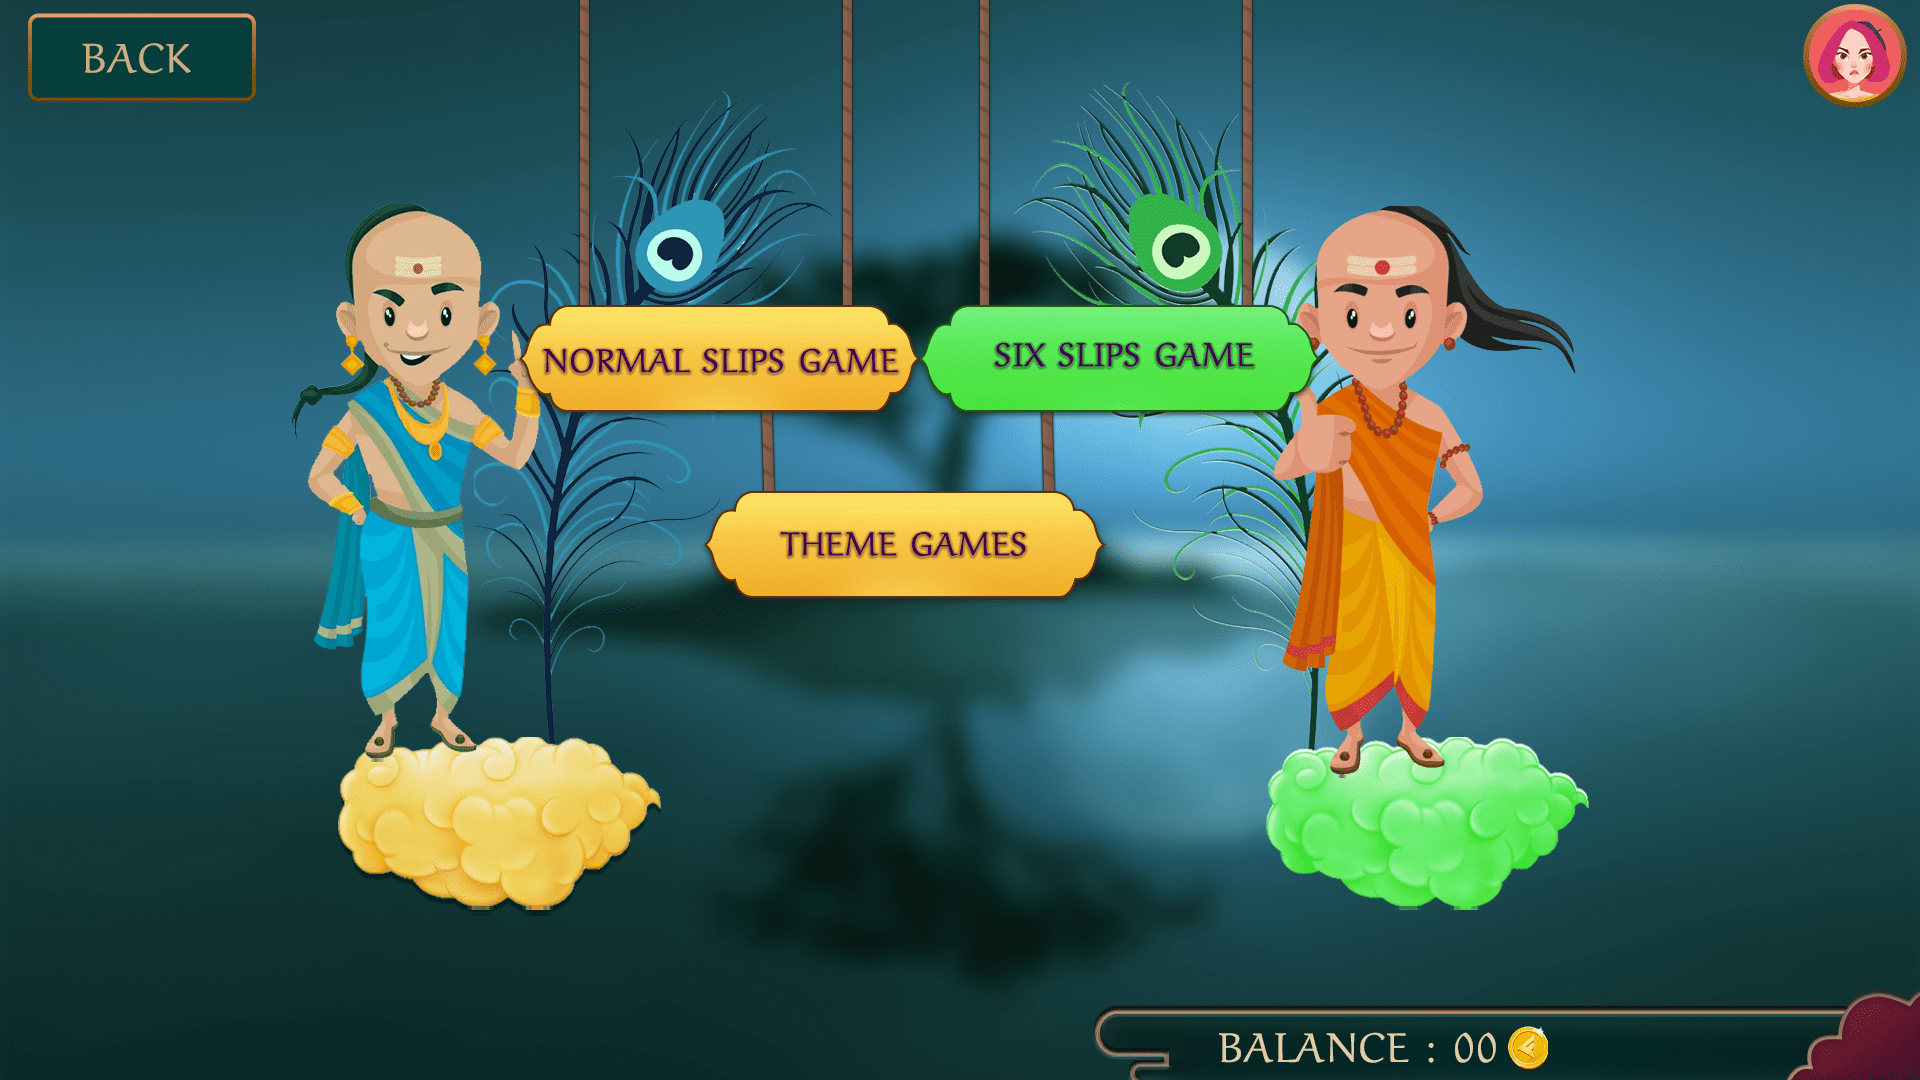 BACK
NORMAL SLIPS GAME
SIX SLIPS GAME
THEME GAMES
BALANCE : 00